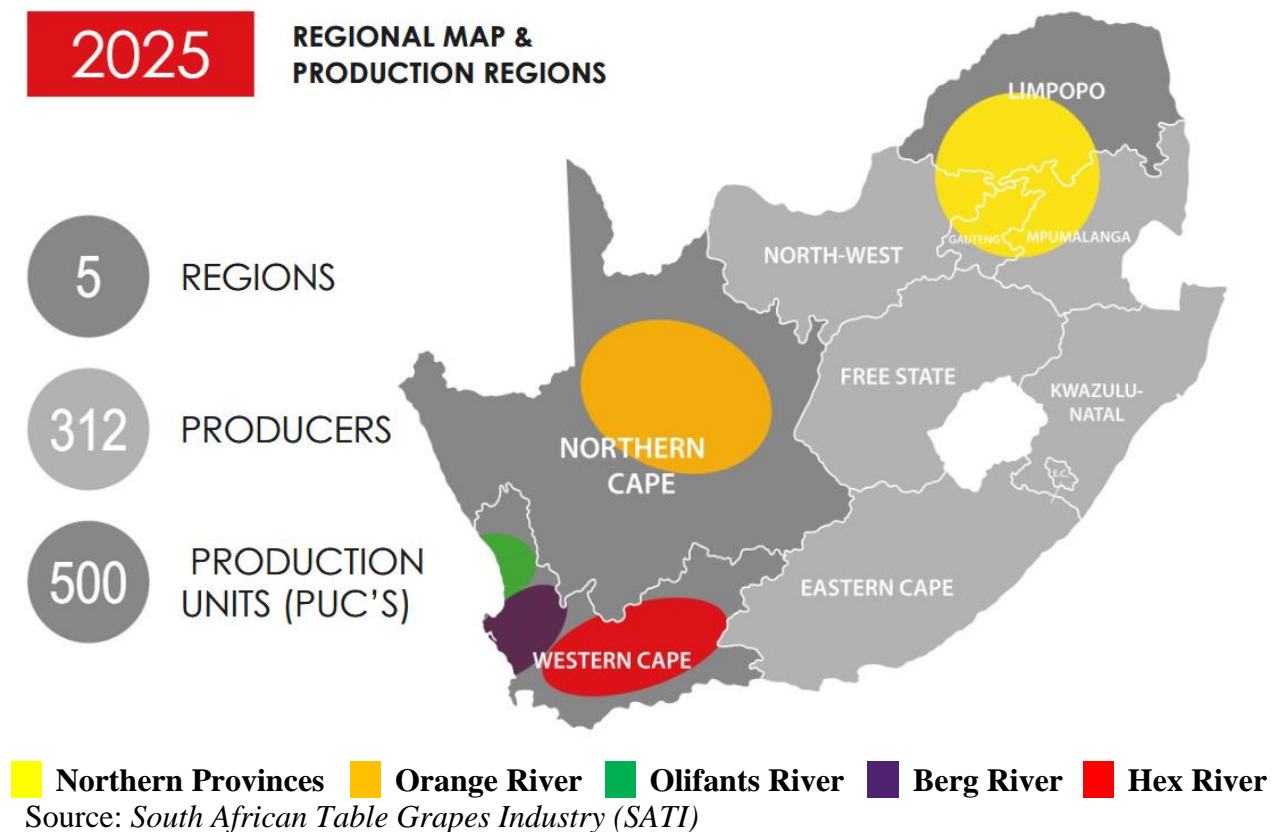 2025
REGIONAL MAP &
PRODUCTION REGIONS
5
REGIONS
312
PRODUCERS
500
PRODUCTION
UNITS (PUC'S)
LIMPOPO
GAUTENG
MPUMALANGA
NORTH-WEST
FREE STATE
KWAZULU-
NATAL
E.C.
NORTHERN
CAPE
EASTERN CAPE
WESTERN CAPE
Northern Provinces Orange River Olifants River Berg River Hex River
Source: South African Table Grapes Industry (SATI)